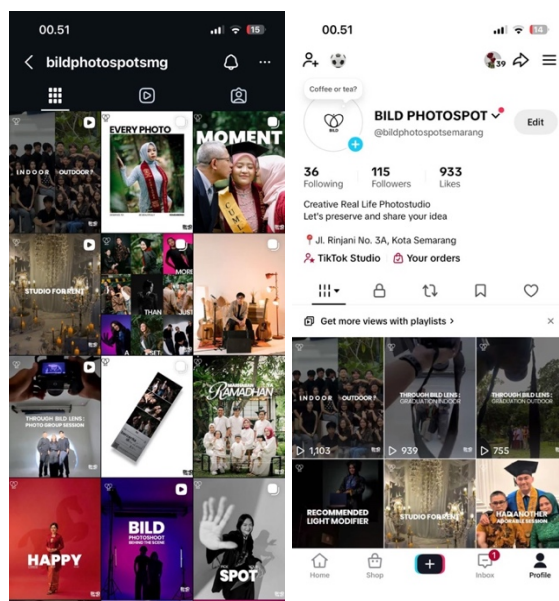 00.51
15
bildphotospotsmg
INDOOR OUTDOOR?
EVERY PHOTO
MOMENT
STUDIO FOR RENT
MORE
THAN JUST
A SET
THROUGH BILD LENS :
PHOTO GROUP SESSION
RAMADHAN
HAPPY
BILD
PHOTOSHOOT
BEHIND THE SCENE
SPOT
00.51
14
39
Coffee or tea?
BILD
BILD PHOTOSPOT
@bildphotospotsemarang
Edit
36
Following
115
Followers
933
Likes
Creative Real Life Photostudio
Let's preserve and share your idea
Jl. Rinjani No. 3A, Kota Semarang
TikTok Studio
Your orders
Get more views with playlists >
INDOOR OUTDOOR?
1,103
THROUGH BILD LENS :
GRADUATION INDOOR
939
THROUGH BILD LENS :
GRADUATION OUTDOOR
755
RECOMMENDED
LIGHT MODIFIER
STUDIO FOR RENT
HAD ANOTHER
ADORABLE SESSION
Home
Shop
1
Inbox
Profile